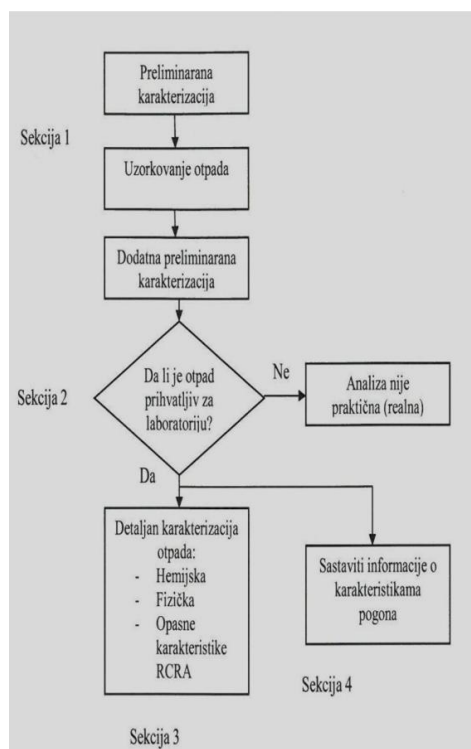 Preliminarana
karakterizacija
Sekcija 1
Uzorkovanje otpada
Dodatna preliminarana
karakterizacija
Sekcija 2
Da li je otpad
prihvatljiv za
laboratoriju?
Ne
Analiza nije
praktična (realna)
Da
Detaljan karakterizacija
otpada:
- Hemijska
- Fizička
- Opasne
karakteristike
RCRA
Sastaviti informacije o
karakteristikama
pogona
Sekcija 4
Sekcija 3